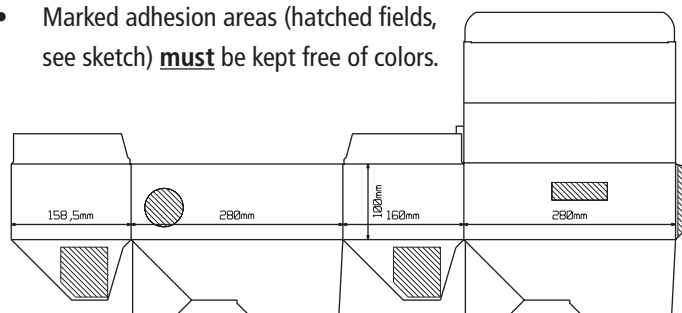 • Marked adhesion areas (hatched fields,
see sketch) must be kept free of colors.
100mm
158,5mm
280mm
160mm
280mm